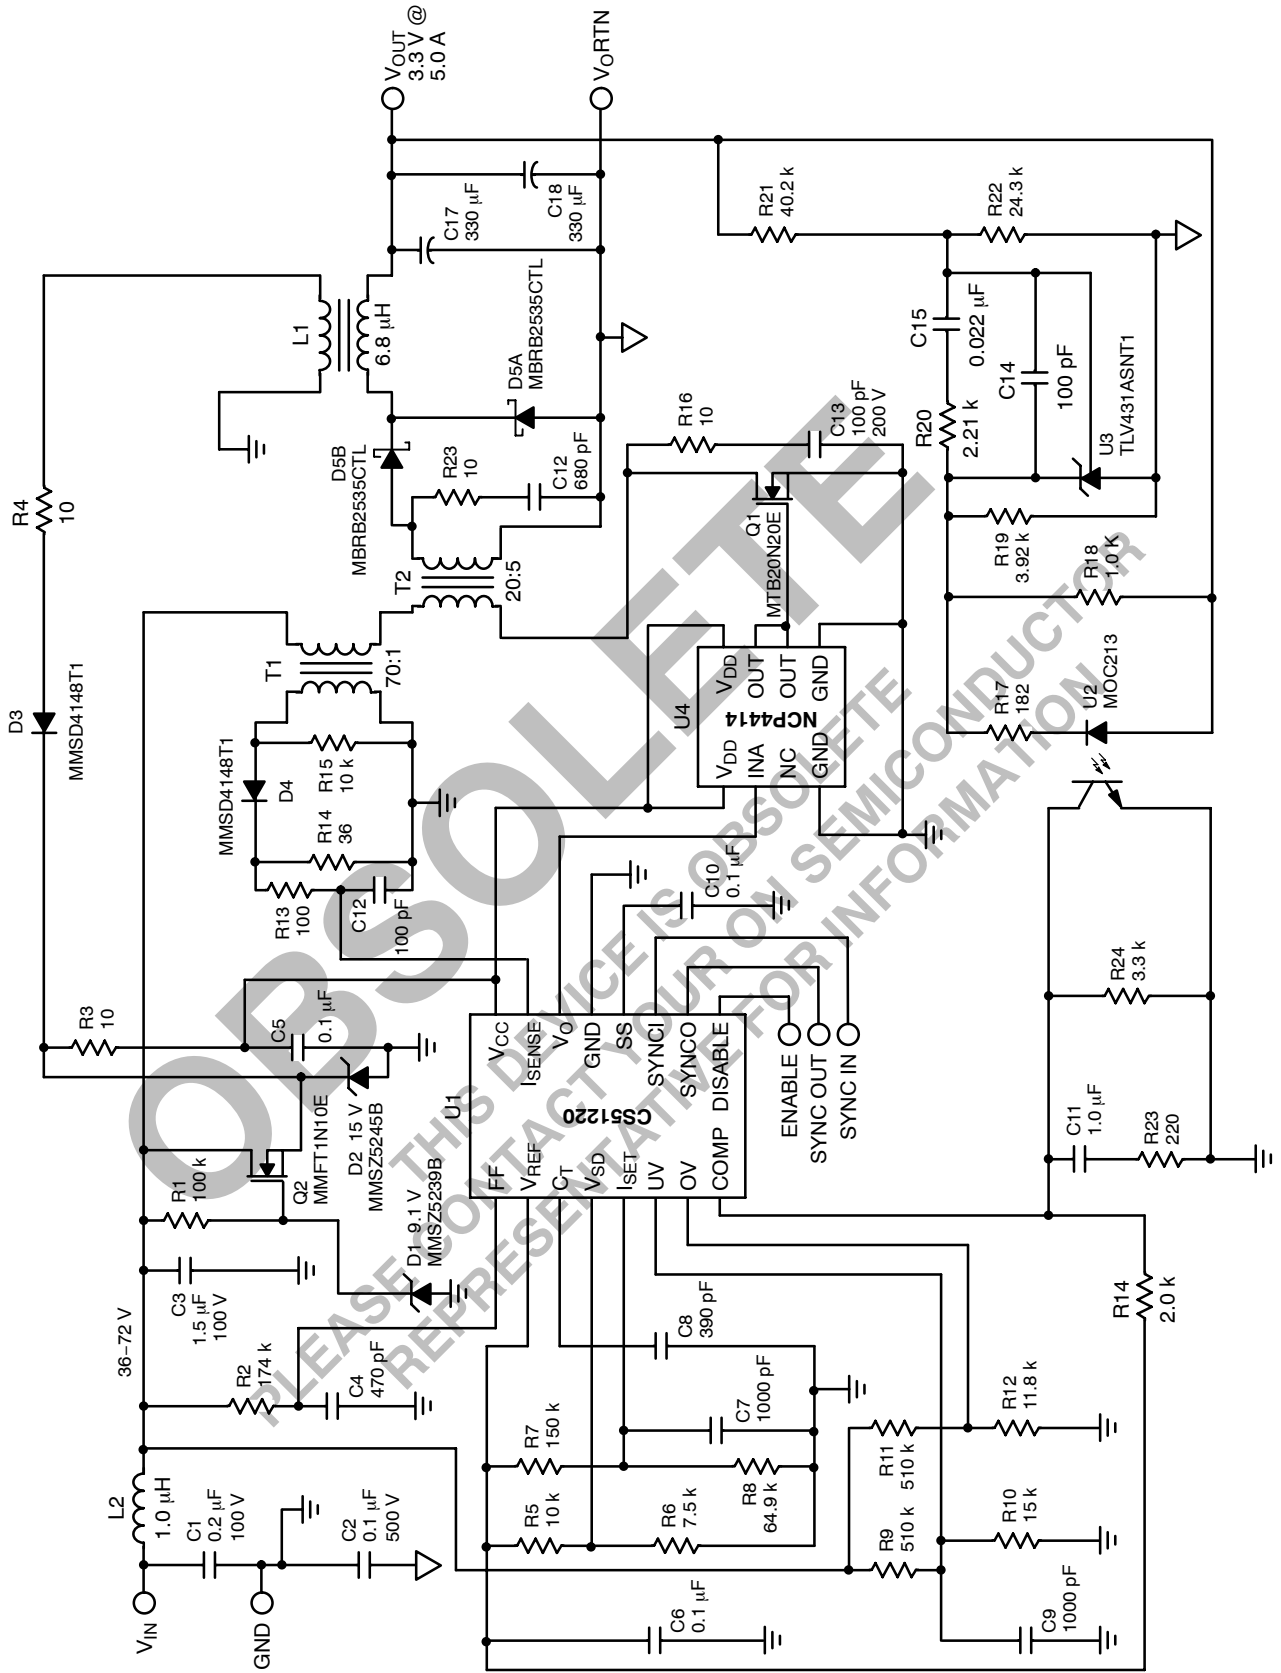 VIN
GND
L2
1.0 µH
C1
0.2 µF
100 V
C2
0.1 µF
500 V
36–72 V
R2
174 k
C4
470 pF
C3
1.5 µF
100 V
R1
100 k
Q2
MMFT1N10E
D2 15 V
MMSZ5245B
D1 9.1 V
MMSZ5239B
R3
10
C5
0.1 µF
D3
MMSD4148T1
R4
10
R13
100
C12
100 pF
R14
36
MMSD4148T1
D4
R15
10 k
T1
70:1
T2
20:5
D5B
MBRB2535CTL
R23
10
C12
680 pF
D5A
MBRB2535CTL
L1
6.8 µH
C17
330 µF
C18
330 µF
VOUT
3.3 V @
5.0 A
VORTN
C6
0.1 µF
R5
10 k
R6
7.5 k
R7
150 k
R8
64.9 k
C7
1000 pF
C8
390 pF
U1
CS51220
FF
VREF
CT
VSD
ISET
UV
OV
COMP
VCC
ISENSE
VO
GND
SS
SYNCI
SYNCO
DISABLE
ENABLE
SYNC OUT
SYNC IN
C10
0.1 µF
U4
NCP4414
VDD
INA
NC
GND
VDD
OUT
OUT
GND
Q1
MTB20N20E
R16
10
C13
100 pF
200 V
C9
1000 pF
R9
510 k
R10
15 k
R11
510 k
R12
11.8 k
R14
2.0 k
C11
1.0 µF
R23
220
R24
3.3 k
R17
182
U2
MOC213
R18
1.0 K
R19
3.92 k
R20
2.21 k
C15
0.022 µF
C14
100 pF
U3
TLV431ASNT1
R21
40.2 k
R22
24.3 k
OBSOLETE
THIS DEVICE IS OBSOLETE
PLEASE CONTACT YOUR ON SEMICONDUCTOR
REPRESENTATIVE FOR INFORMATION